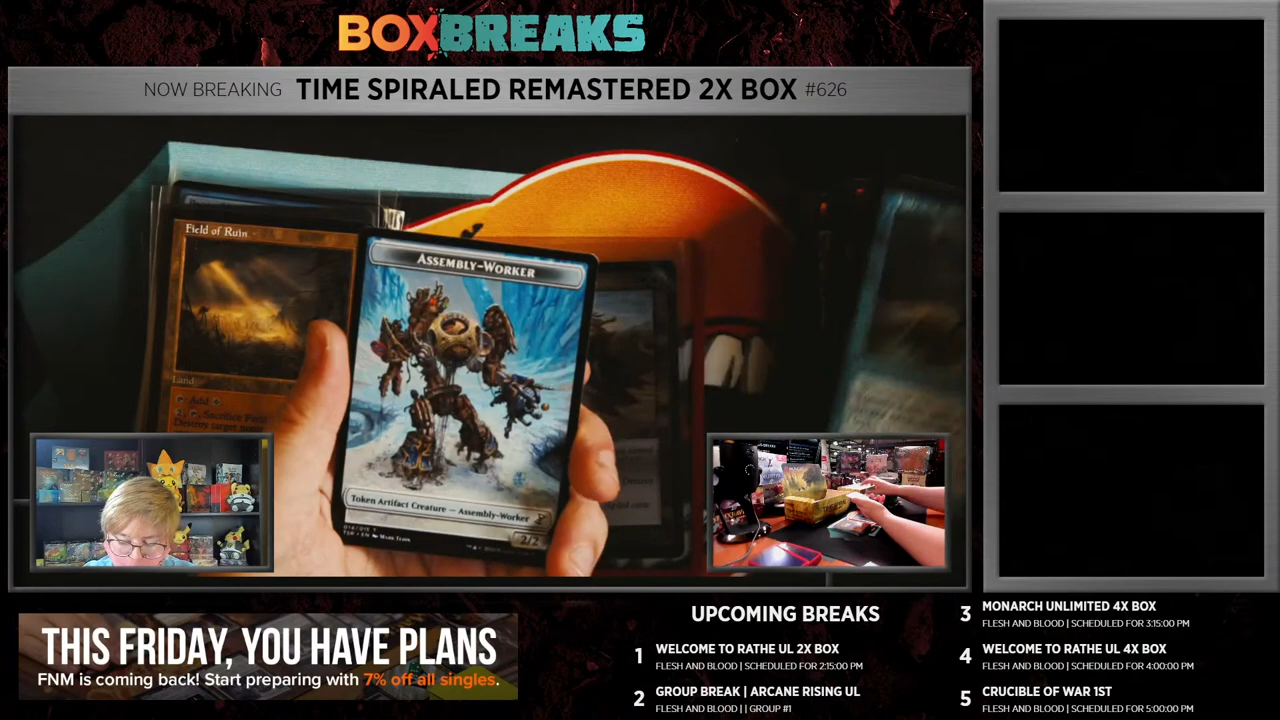 BOXBREAKS
NOW BREAKING TIME SPIRALED REMASTERED 2X BOX #626
Field of Ruin
Land
: Add
Sacrifice Field
Destroy target
ASSEMBLY-WORKER
Token Artifact Creature — Assembly-Worker
2/2
THIS FRIDAY, YOU HAVE PLANS
FNM is coming back! Start preparing with 7% off all singles.
UPCOMING BREAKS
1 WELCOME TO RATHE UL 2X BOX
FLESH AND BLOOD | SCHEDULED FOR 2:15:00 PM
2 GROUP BREAK | ARCANE RISING UL
FLESH AND BLOOD | | GROUP #1
3 MONARCH UNLIMITED 4X BOX
FLESH AND BLOOD | SCHEDULED FOR 3:15:00 PM
4 WELCOME TO RATHE UL 4X BOX
FLESH AND BLOOD | SCHEDULED FOR 4:00:00 PM
5 CRUCIBLE OF WAR 1ST
FLESH AND BLOOD | SCHEDULED FOR 5:00:00 PM